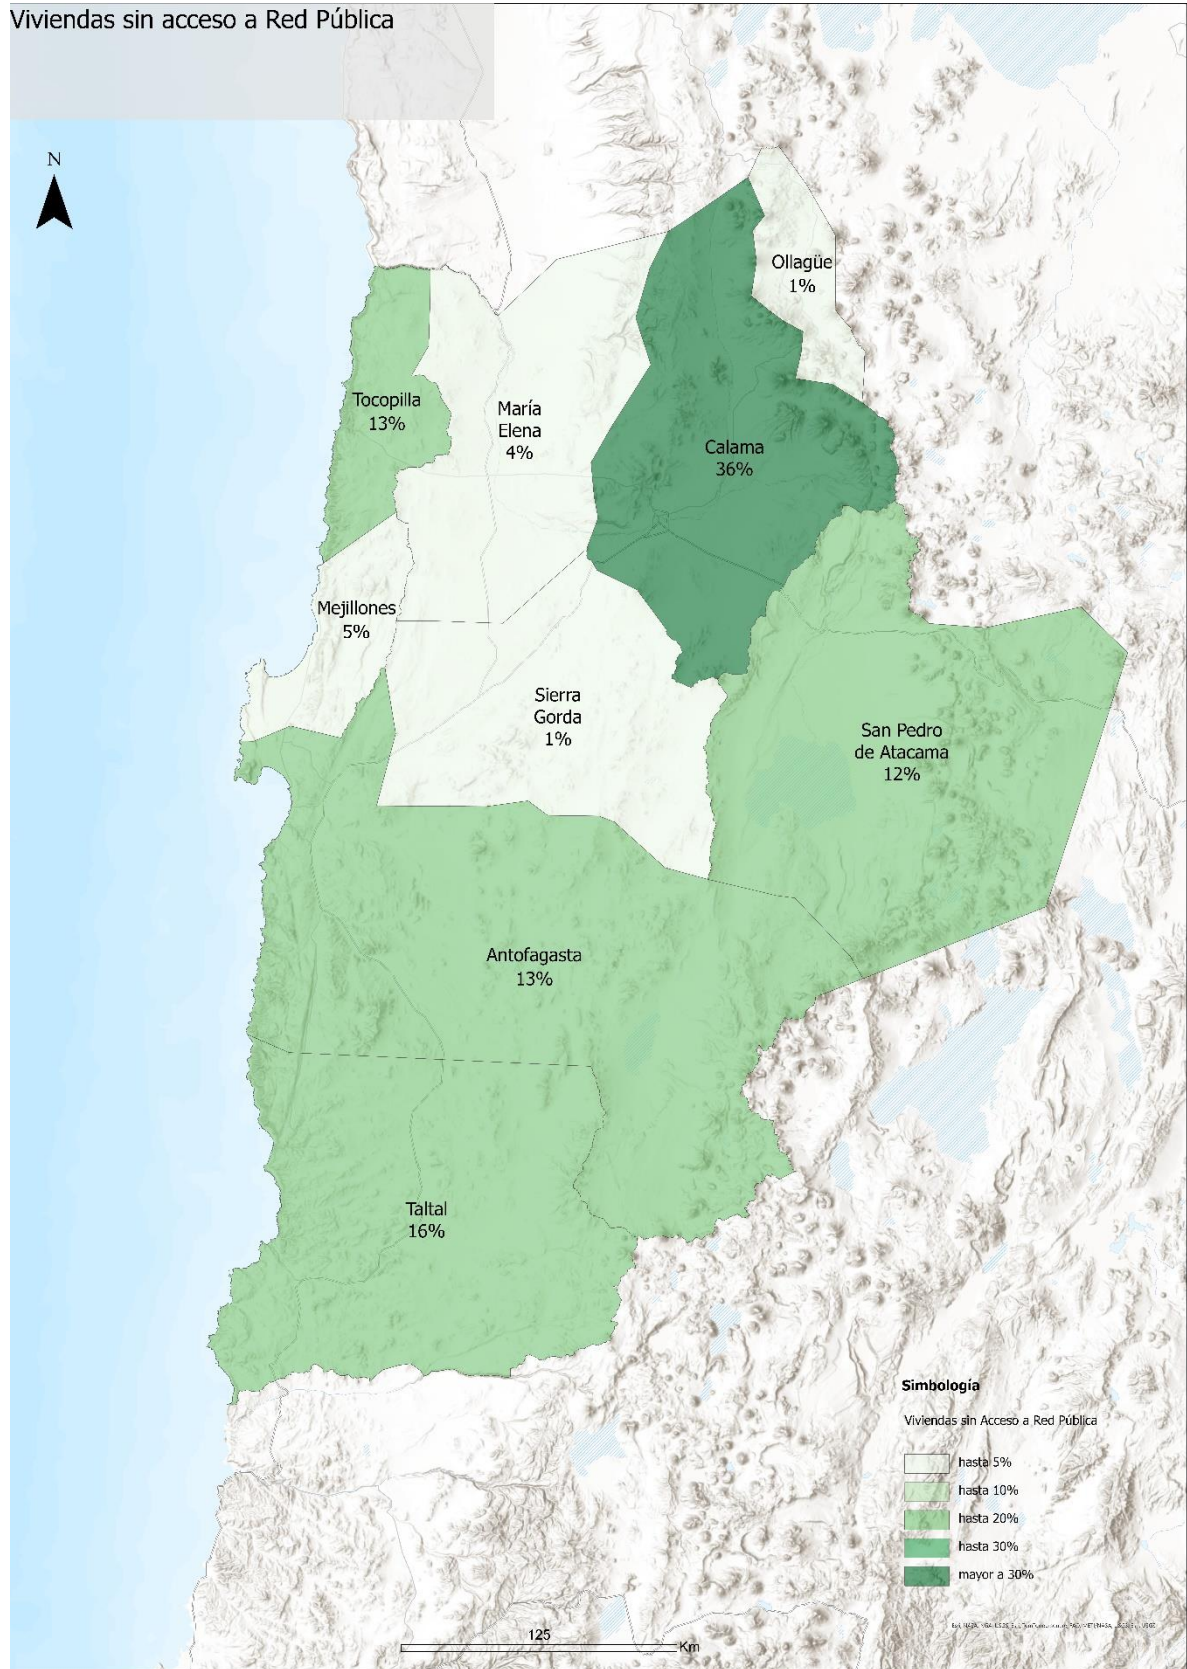 Viviendas sin acceso a Red Pública
N
Ollagüe
1%
Tocopilla
13%
María
Elena
4%
Calama
36%
Mejillones
5%
Sierra
Gorda
1%
San Pedro
de Atacama
12%
Antofagasta
13%
Taltal
16%
Simbología
Viviendas sin Acceso a Red Pública
hasta 5%
hasta 10%
hasta 20%
hasta 30%
mayor a 30%
125
Km